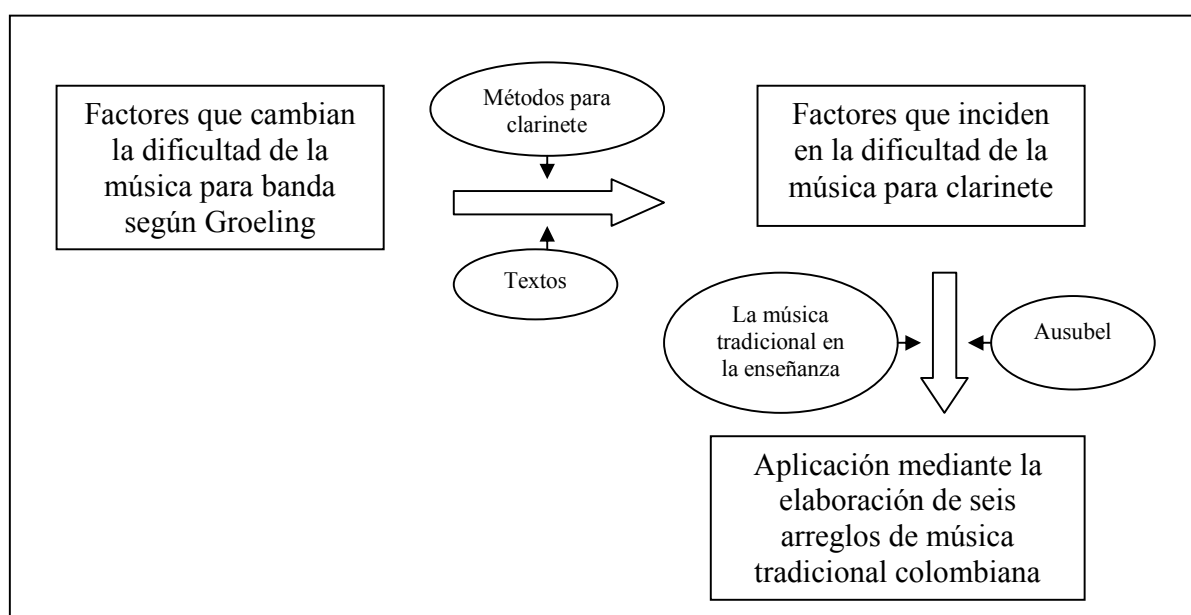 Factores que cambian
la dificultad de la
música para banda
según Groeling
Métodos para
clarinete
Textos
Factores que inciden
en la dificultad de la
música para clarinete
La música
tradicional en
la enseñanza
Ausubel
Aplicación mediante la
elaboración de seis
arreglos de música
tradicional colombiana